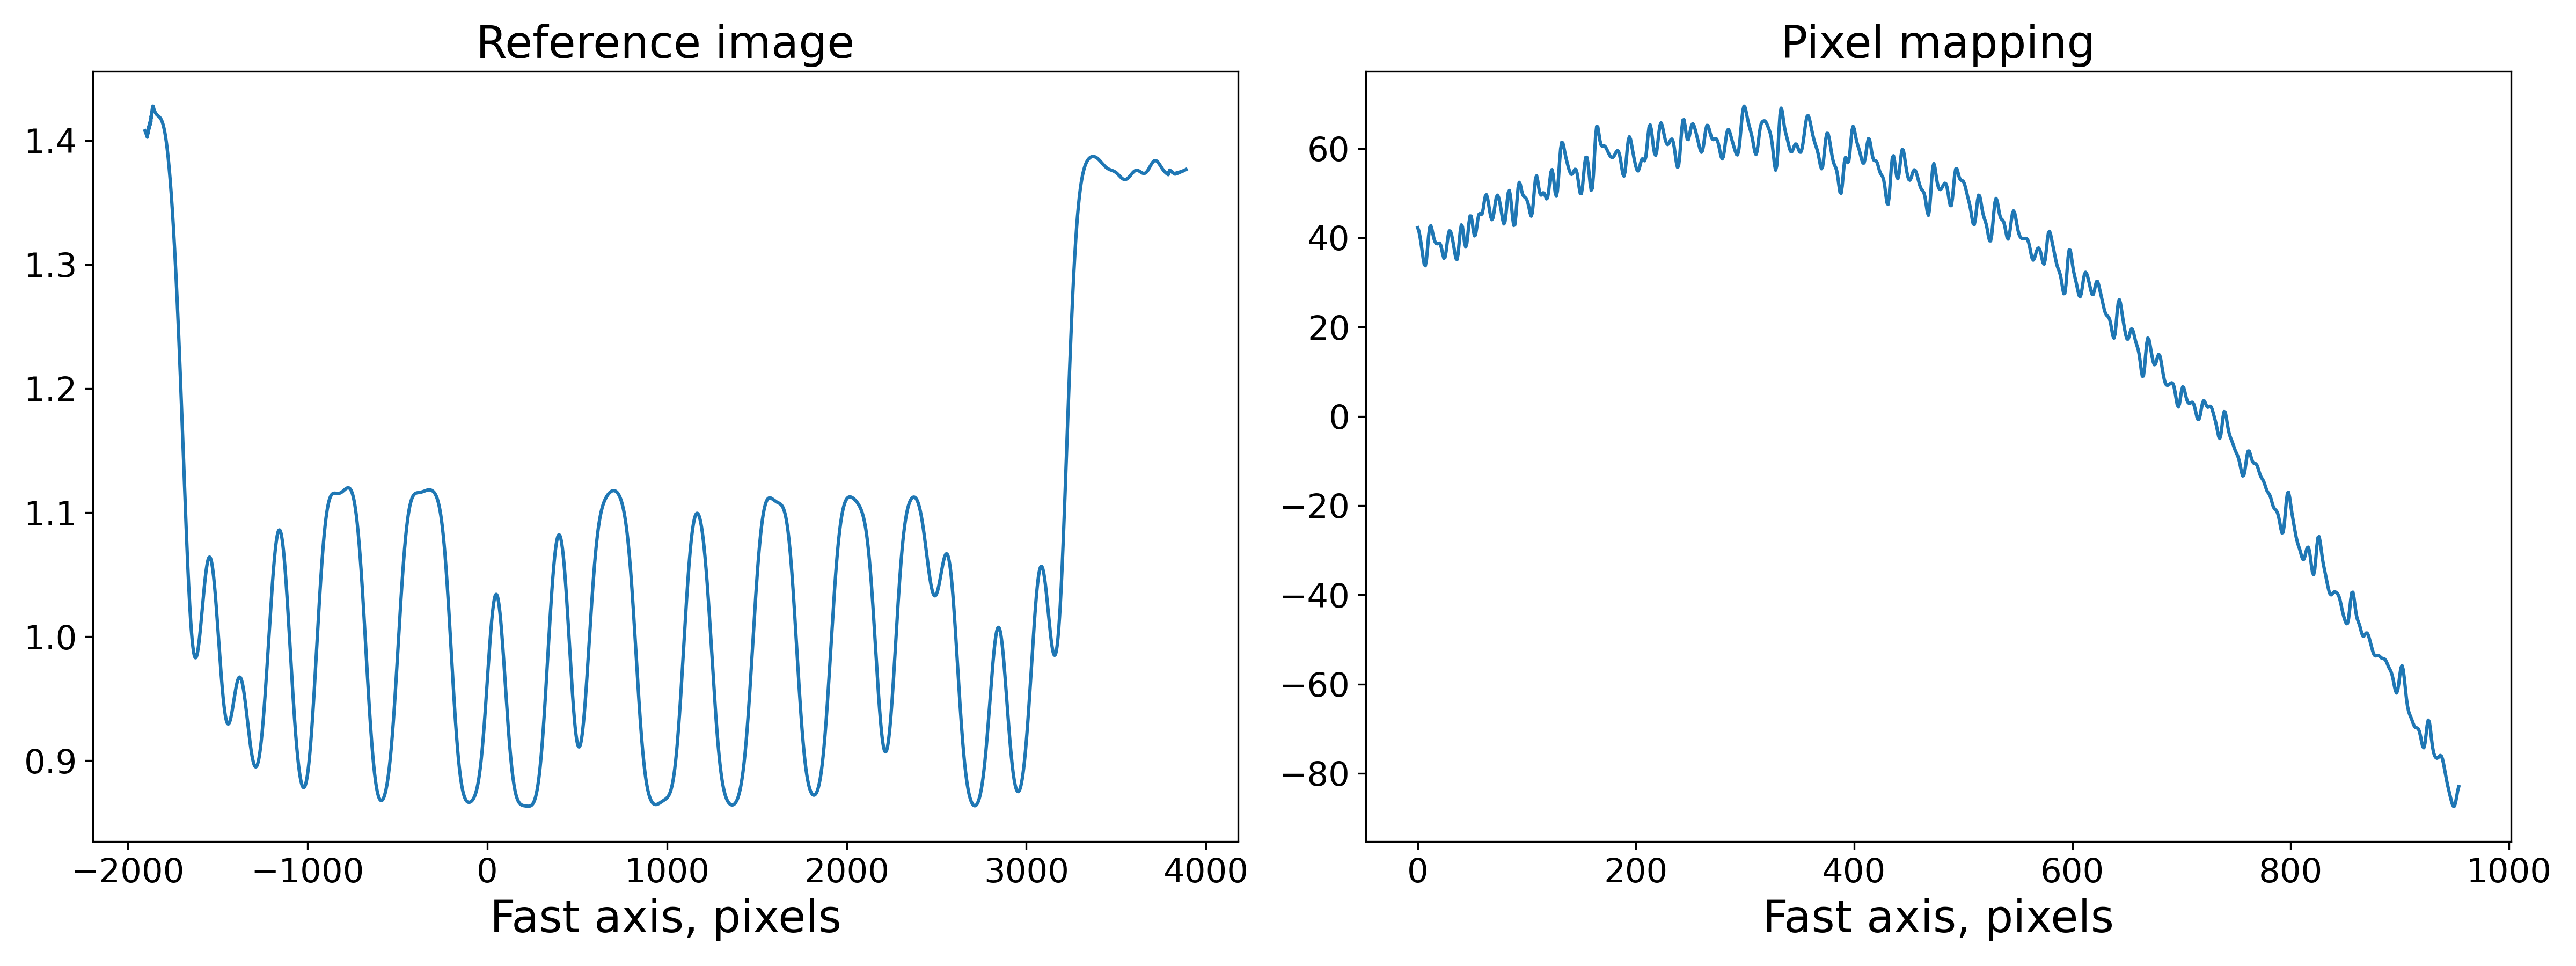 Reference image
Pixel mapping
1.4
1.3
1.2
1.1
1.0
0.9
−2000 −1000 0 1000 2000 3000 4000
Fast axis, pixels
60
40
20
0
−20
−40
−60
−80
0 200 400 600 800 1000
Fast axis, pixels